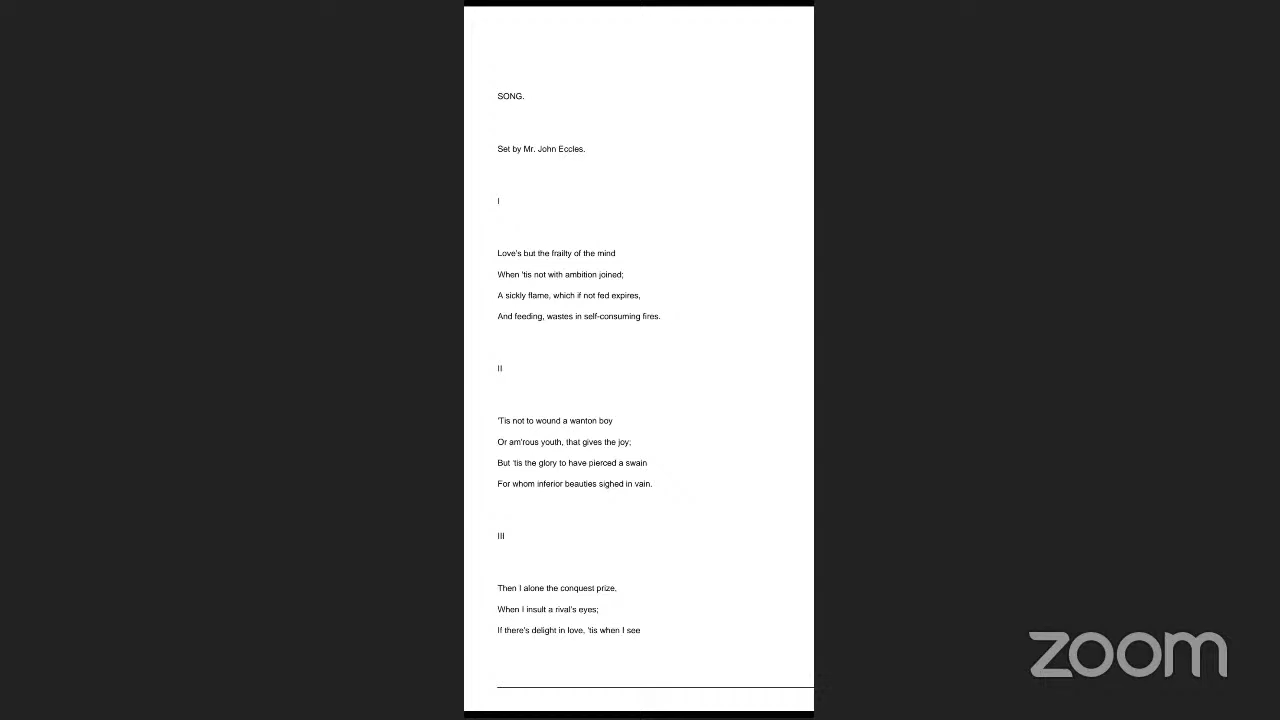 SONG.
Set by Mr. John Eccles.
I
Love's but the frailty of the mind
When 'tis not with ambition joined;
A sickly flame, which if not fed expires,
And feeding, wastes in self-consuming fires.
II
'Tis not to wound a wanton boy
Or am'rous youth, that gives the joy;
But 'tis the glory to have pierced a swain
For whom inferior beauties sighed in vain.
III
Then I alone the conquest prize,
When I insult a rival's eyes;
If there's delight in love, 'tis when I see
zoom